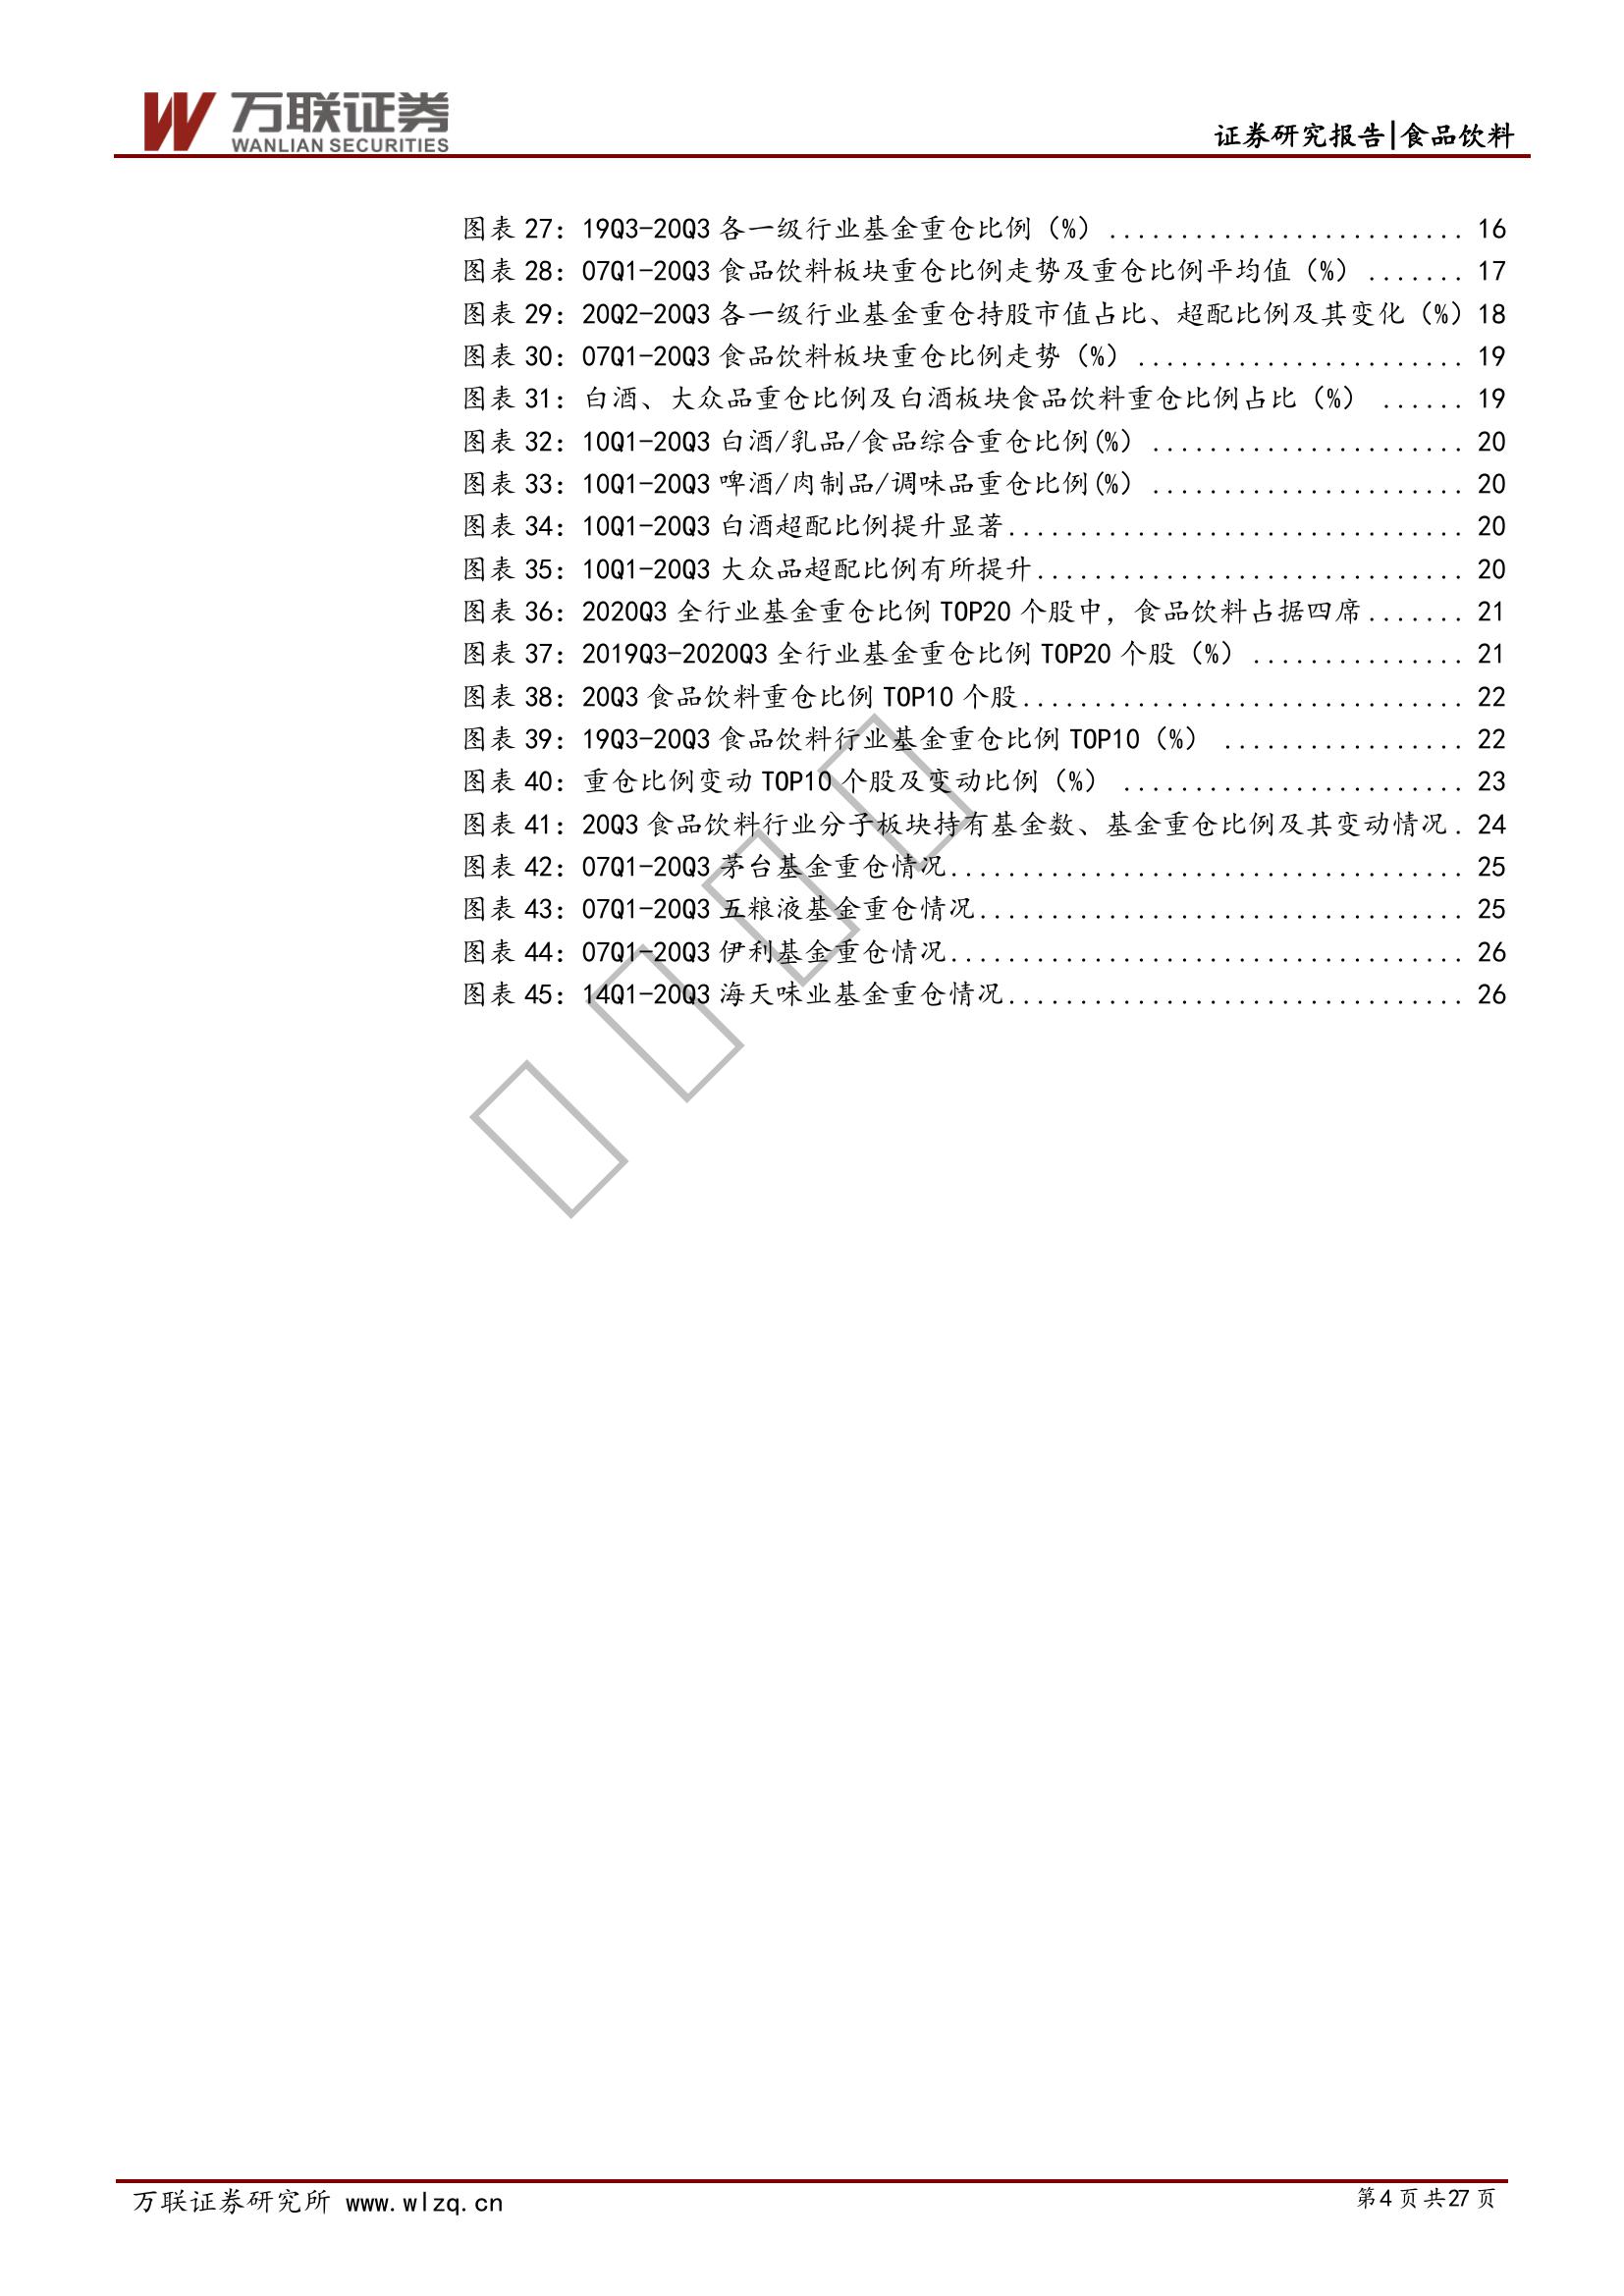 万联证券
WANLIAN SECURITIES
证券研究报告|食品饮料
图表 27：19Q3-20Q3 各一级行业基金重仓比例（%） ......................... 16
图表 28：07Q1-20Q3 食品饮料板块重仓比例走势及重仓比例平均值（%） ....... 17
图表 29：20Q2-20Q3 各一级行业基金重仓持股市值占比、超配比例及其变化（%） 18
图表 30：07Q1-20Q3 食品饮料板块重仓比例走势（%） ....................... 19
图表 31：白酒、大众品重仓比例及白酒板块食品饮料重仓比例占比（%） ...... 19
图表 32：10Q1-20Q3 白酒/乳品/食品综合重仓比例(%) ...................... 20
图表 33：10Q1-20Q3 啤酒/肉制品/调味品重仓比例(%) ...................... 20
图表 34：10Q1-20Q3 白酒超配比例提升显著................................ 20
图表 35：10Q1-20Q3 大众品超配比例有所提升.............................. 20
图表 36：2020Q3 全行业基金重仓比例 TOP20 个股中，食品饮料占据四席....... 21
图表 37：2019Q3-2020Q3 全行业基金重仓比例 TOP20 个股（%） ............... 21
图表 38：20Q3 食品饮料重仓比例 TOP10 个股............................... 22
图表 39：19Q3-20Q3 食品饮料行业基金重仓比例 TOP10（%） ................. 22
图表 40：重仓比例变动 TOP10 个股及变动比例（%） ........................ 23
图表 41：20Q3 食品饮料行业分子板块持有基金数、基金重仓比例及其变动情况. 24
图表 42：07Q1-20Q3 茅台基金重仓情况.................................... 25
图表 43：07Q1-20Q3 五粮液基金重仓情况.................................. 25
图表 44：07Q1-20Q3 伊利基金重仓情况.................................... 26
图表 45：14Q1-20Q3 海天味业基金重仓情况................................ 26
万联证券研究所 www.wlzq.cn
第4 页 共27 页